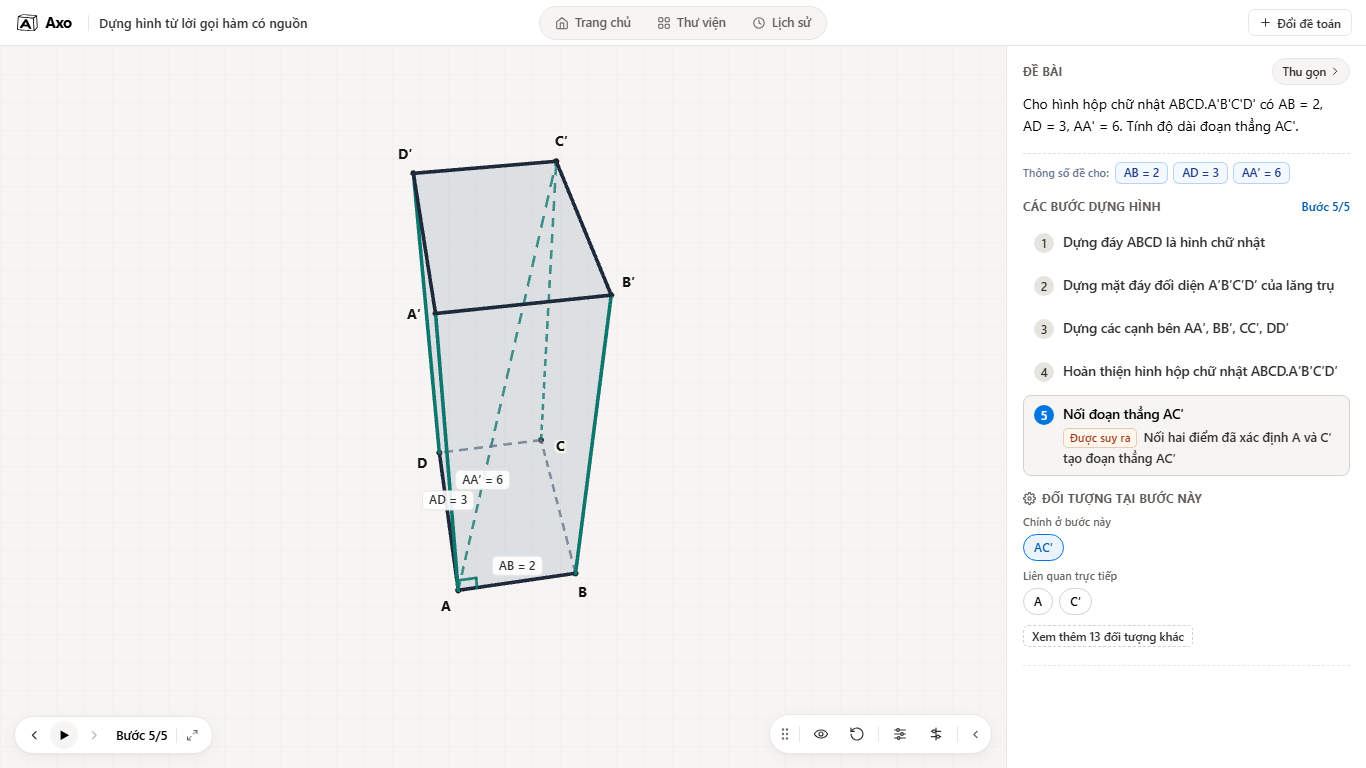 Axo
Dựng hình từ lời gọi hàm có nguồn
Trang chủ
Thư viện
Lịch sử
Đổi đề toán
D′
C′
B′
A′
C
D
AA′ = 6
AD = 3
AB = 2
B
A
Bước 5/5
ĐỀ BÀI
Thu gọn
Cho hình hộp chữ nhật ABCD.A'B'C'D' có AB = 2,
AD = 3, AA' = 6. Tính độ dài đoạn thẳng AC'.
Thông số đề cho: AB = 2 AD = 3 AA′ = 6
CÁC BƯỚC DỰNG HÌNH
Bước 5/5
1 Dựng đáy ABCD là hình chữ nhật
2 Dựng mặt đáy đối diện A′B′C′D′ của lăng trụ
3 Dựng các cạnh bên AA′, BB′, CC′, DD′
4 Hoàn thiện hình hộp chữ nhật ABCD.A′B′C′D′
5 Nối đoạn thẳng AC′
Được suy ra Nối hai điểm đã xác định A và C′
tạo đoạn thẳng AC′
ĐỐI TƯỢNG TẠI BƯỚC NÀY
Chính ở bước này
AC′
Liên quan trực tiếp
A C′
Xem thêm 13 đối tượng khác